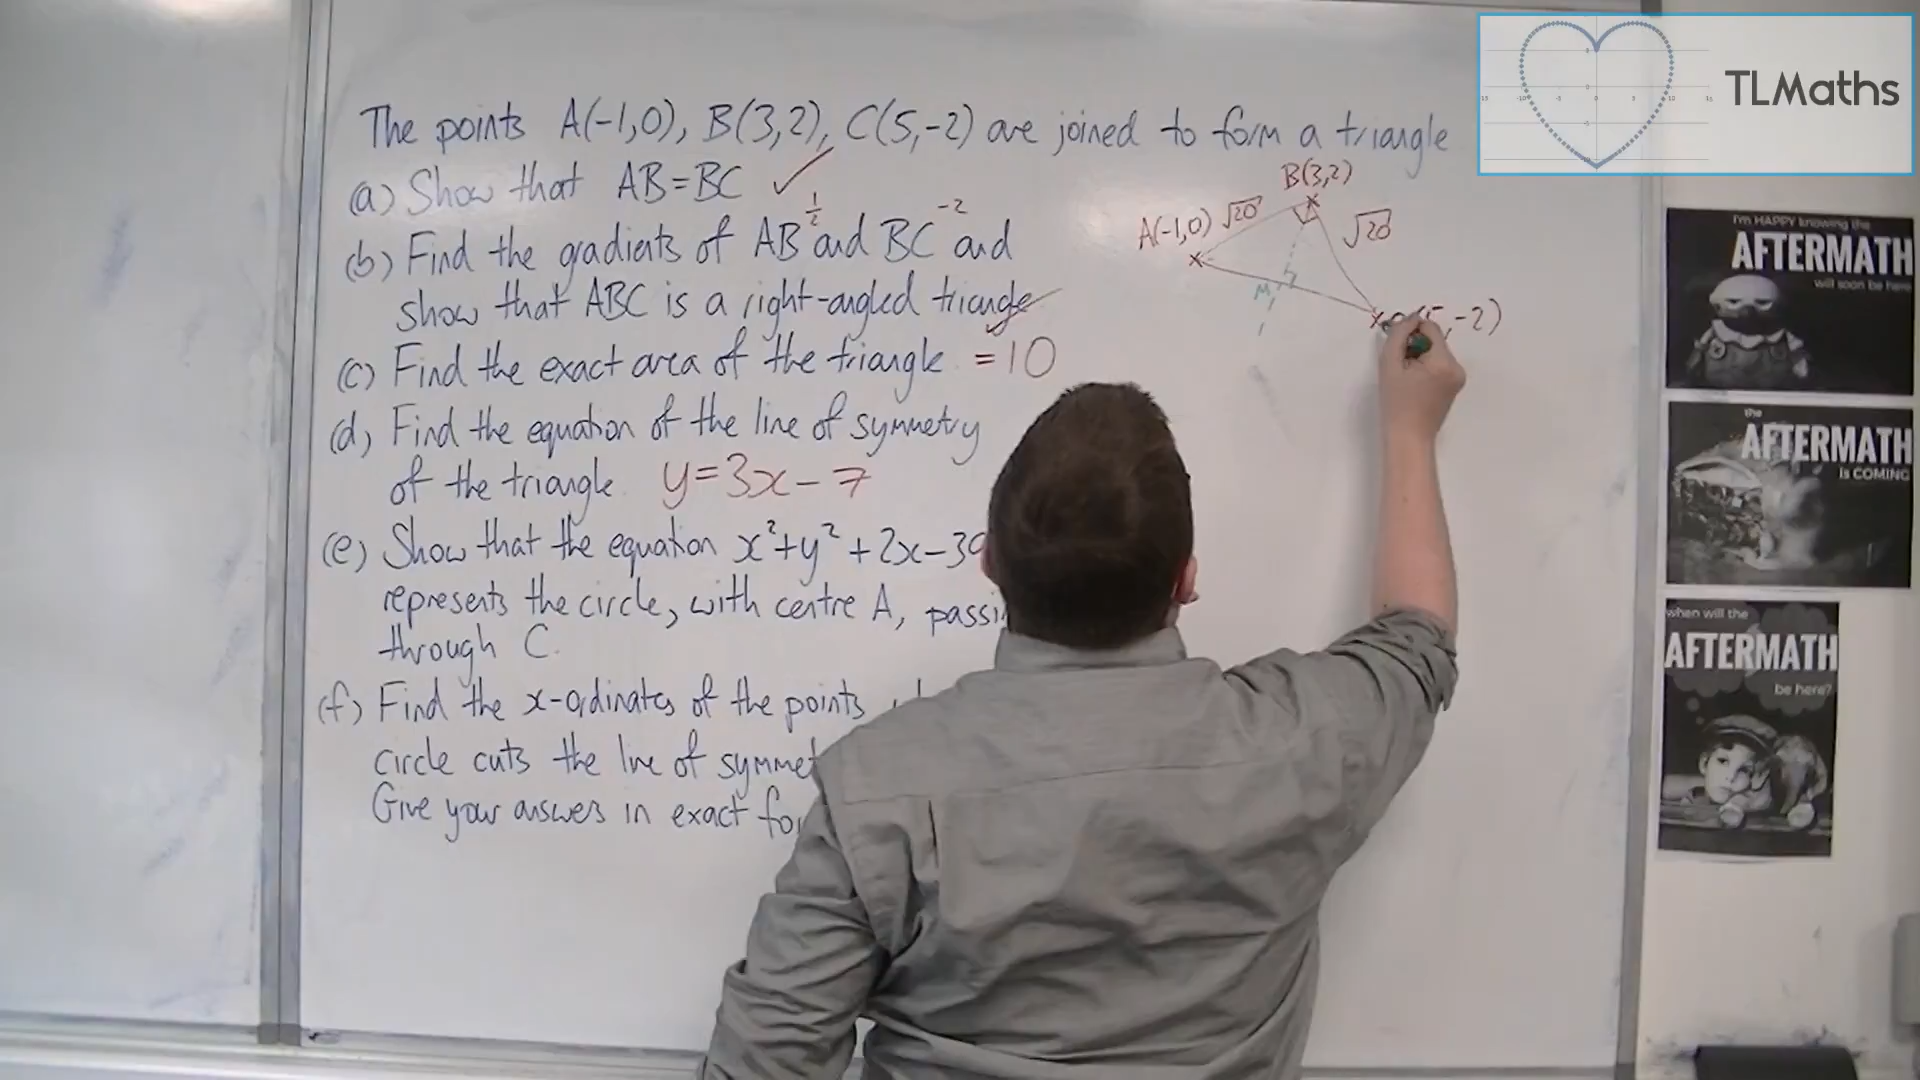 TLMaths
The points A(-1,0), B(3,2), C(5,-2) are joined to form a triangle
(a) Show that AB=BC ✓
(b) Find the gradients of AB 1/2 and BC -2 and
show that ABC is a right-angled triangle
(c) Find the exact area of the triangle = 10
(d) Find the equation of the line of symmetry
of the triangle y=3x-7
(e) Show that the equation x²+y²+2x-39
represents the circle, with centre A,
through C.
(f) Find the x-ordinates of the points
circle cuts the line of
Give your answers in exact
B(3,2)
A(-1,0) √20
√20
M
,-2)
I'm HAPPY knowing the
AFTERMATH
will soon be here
the
AFTERMATH
is COMING
when will the
AFTERMATH
be here?